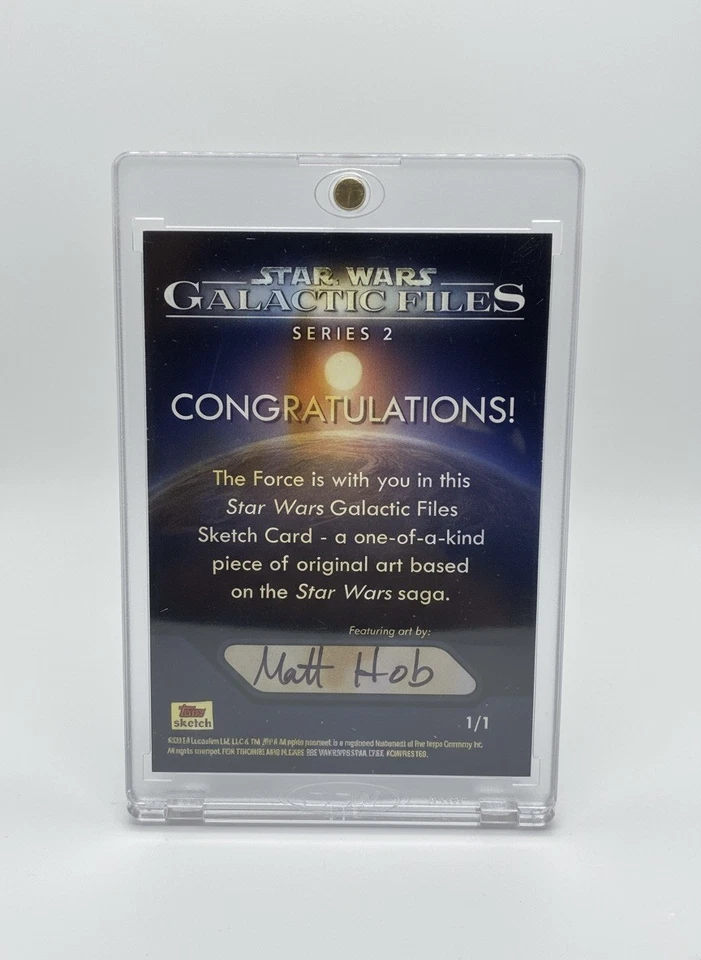 STAR WARS
GALACTIC FILES
SERIES 2
CONGRATULATIONS!
The Force is with you in this
Star Wars Galactic Files
Sketch Card - a one-of-a-kind
piece of original art based
on the Star Wars saga.
Featuring art by:
Matt Hob
Topps
sketch
1/1